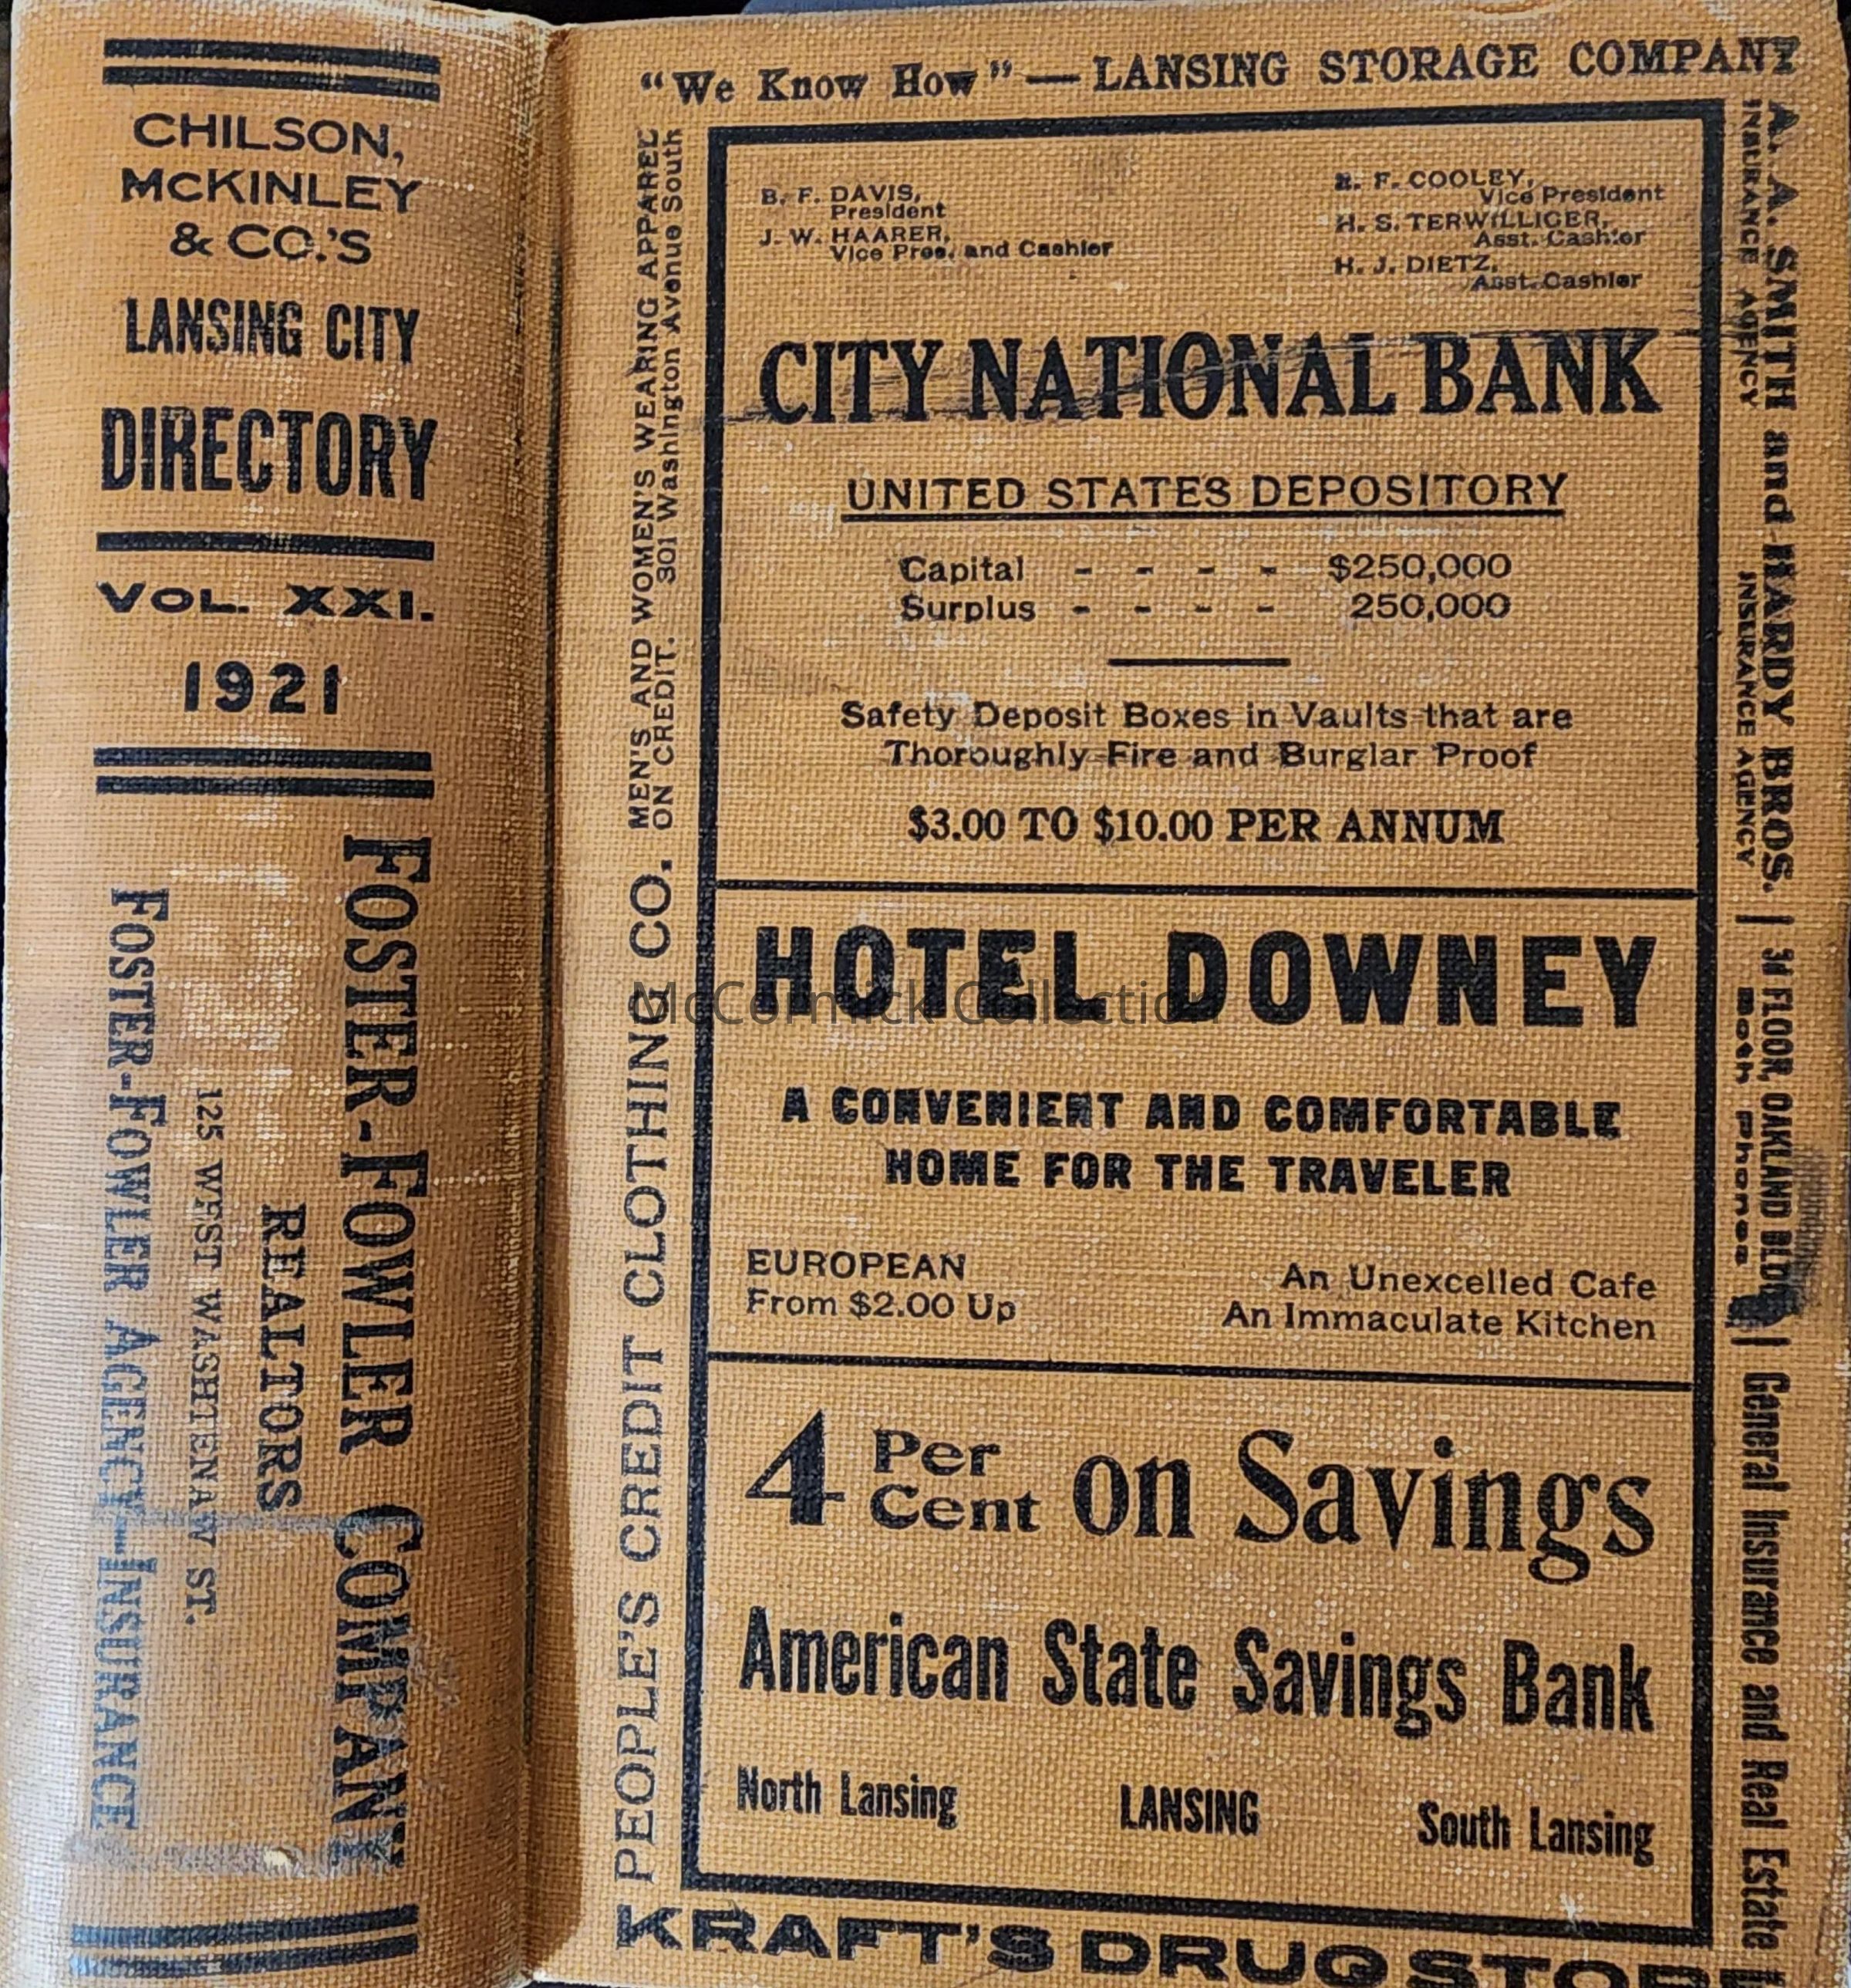 CHILSON,
McKINLEY
& CO.'S
LANSING CITY
DIRECTORY
VOL. XXI.
1921
FOSTER-FOWLER COMPANY
REALTORS
125 WEST WASHTENAW ST.
FOSTER-FOWLER AGENCY-INSURANCE
"We Know How" — LANSING STORAGE COMPANY
PEOPLE'S CREDIT CLOTHING CO.
MEN'S AND WOMEN'S WEARING APPAREL
ON CREDIT. 301 Washington Avenue South
B. F. DAVIS,
President
J. W. HAARER,
Vice Pres. and Cashier
F. COOLEY,
Vice President
H. S. TERWILLIGER,
Asst. Cashier
H. J. DIETZ,
Asst. Cashier
CITY NATIONAL BANK
UNITED STATES DEPOSITORY
Capital - - - - $250,000
Surplus - - - - 250,000
Safety Deposit Boxes in Vaults that are
Thoroughly Fire and Burglar Proof
$3.00 TO $10.00 PER ANNUM
HOTEL DOWNEY
McCormick Collection
A CONVENIENT AND COMFORTABLE
HOME FOR THE TRAVELER
EUROPEAN
From $2.00 Up
An Unexcelled Cafe
An Immaculate Kitchen
4 Per Cent on Savings
American State Savings Bank
North Lansing LANSING South Lansing
A. A. SMITH and HARDY BROS.
INSURANCE AGENCY INSURANCE AGENCY
FLOOR, OAKLAND BLDG.
Both Phones
General Insurance and Real Estate
KRAFT'S DRUG STORE